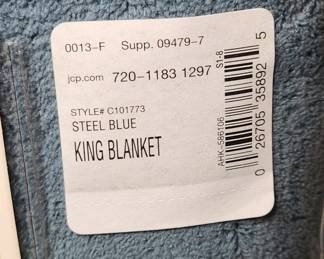 0013-F Supp. 09479-7
jcp.com 720-1183 1297
STYLE# C101773
STEEL BLUE
KING BLANKET
S1-8
AHK-586106
0 26705 35892 5